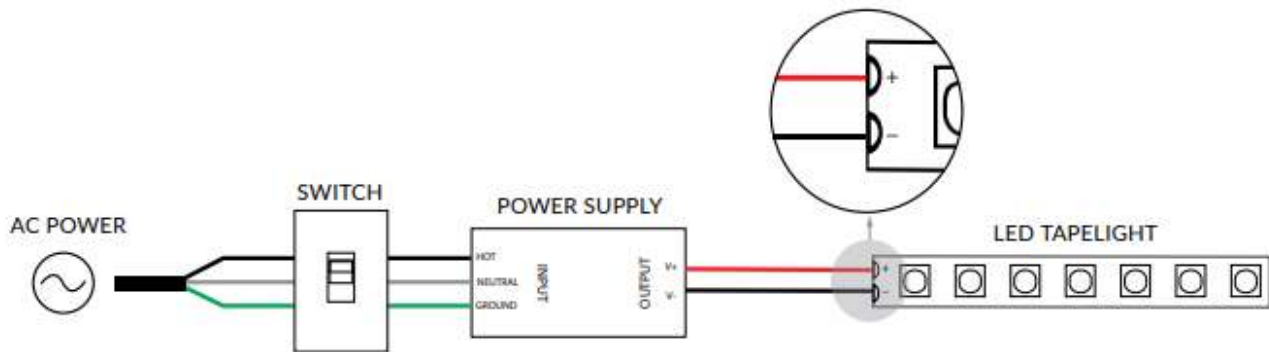 +
−
SWITCH
POWER SUPPLY
AC POWER
LED TAPELIGHT
HOT
NEUTRAL
GROUND
INPUT
OUTPUT
V+
V-
+
−